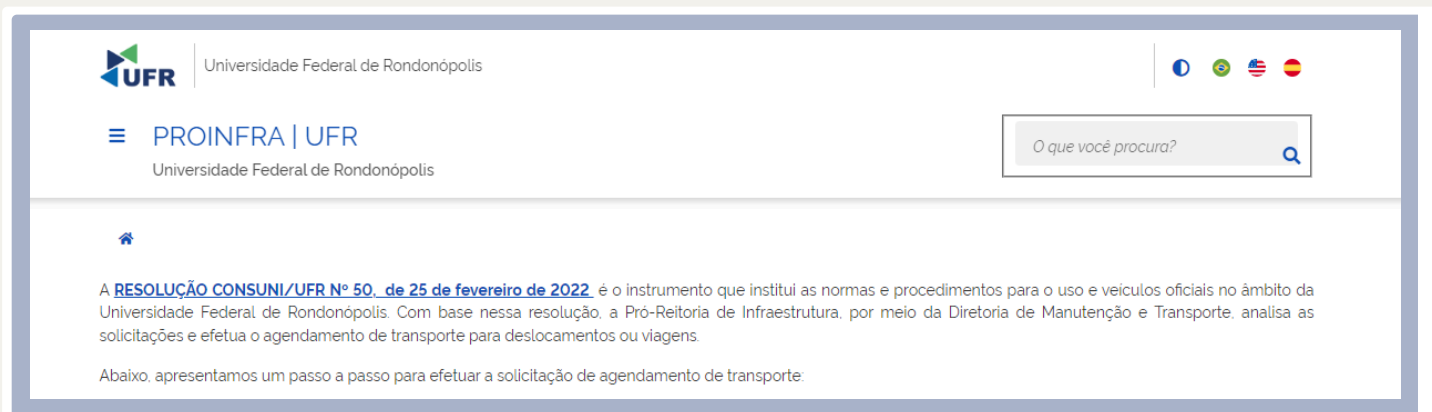 UFR
Universidade Federal de Rondonópolis
PROINFRA | UFR
Universidade Federal de Rondonópolis
O que você procura?
A RESOLUÇÃO CONSUNI/UFR Nº 50, de 25 de fevereiro de 2022 é o instrumento que institui as normas e procedimentos para o uso e veículos oficiais no âmbito da
Universidade Federal de Rondonópolis. Com base nessa resolução, a Pró-Reitoria de Infraestrutura, por meio da Diretoria de Manutenção e Transporte, analisa as
solicitações e efetua o agendamento de transporte para deslocamentos ou viagens.
Abaixo, apresentamos um passo a passo para efetuar a solicitação de agendamento de transporte: